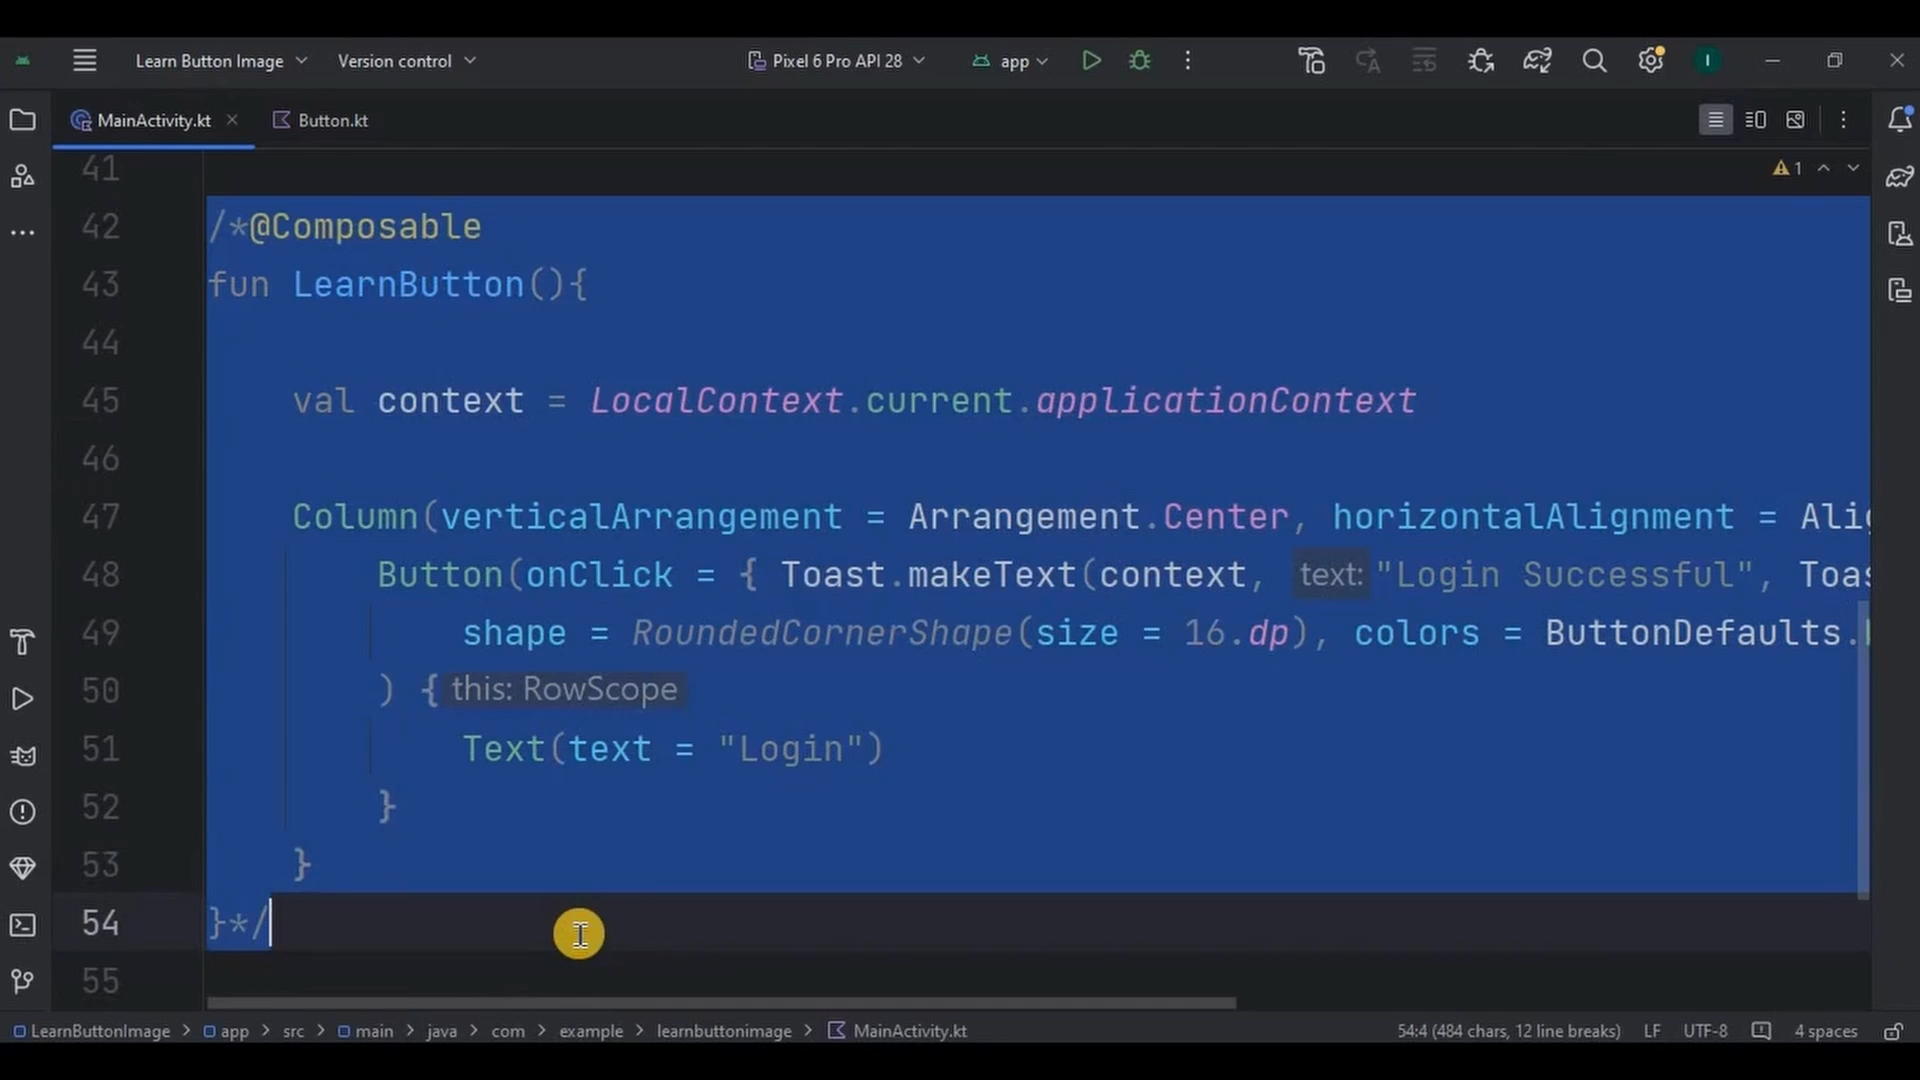 Learn Button Image Version control Pixel 6 Pro API 28 app I
MainActivity.kt Button.kt
41
1
42 /*@Composable
43 fun LearnButton(){
44
45 val context = LocalContext.current.applicationContext
46
47 Column(verticalArrangement = Arrangement.Center, horizontalAlignment = Alig
48 Button(onClick = { Toast.makeText(context, text: "Login Successful", Toas
49 shape = RoundedCornerShape(size = 16.dp), colors = ButtonDefaults.
50 ) { this: RowScope
51 Text(text = "Login")
52 }
53 }
54 }*/
55
LearnButtonImage > app > src > main > java > com > example > learnbuttonimage > MainActivity.kt 54:4 (484 chars, 12 line breaks) LF UTF-8 4 spaces